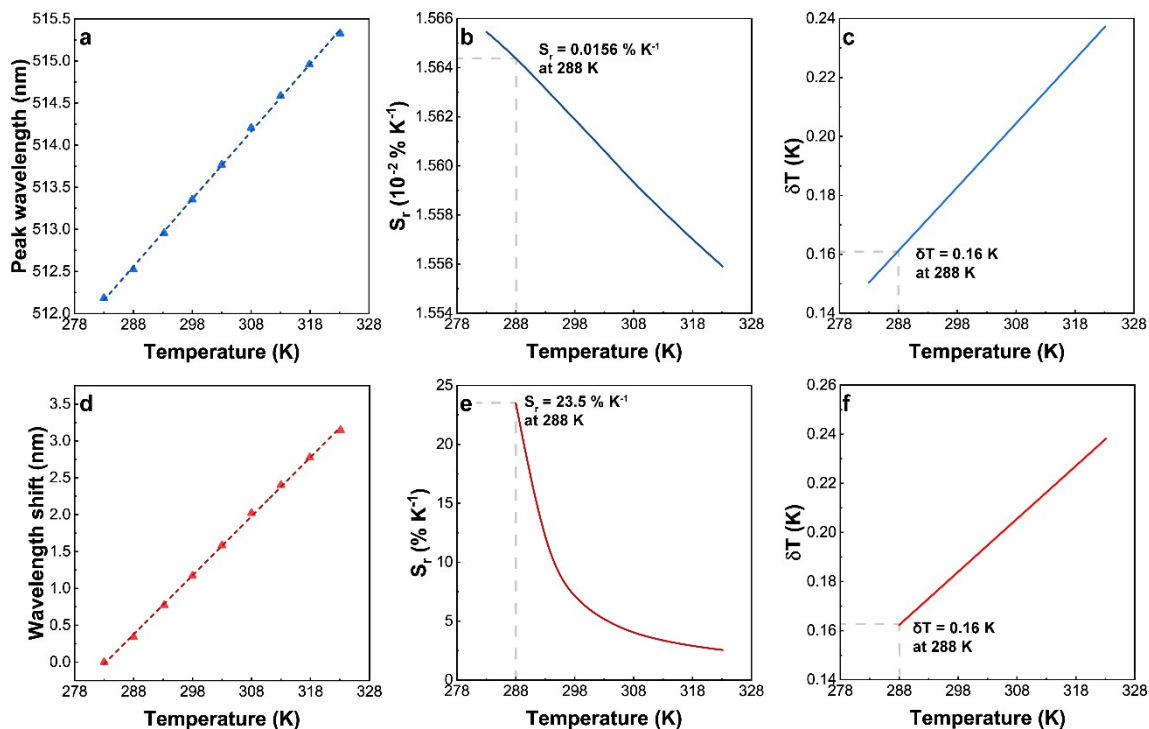 a
Peak wavelength (nm)
515.5
515.0
514.5
514.0
513.5
513.0
512.5
512.0
278 288 298 308 318 328
Temperature (K)
b
S_r (10^-2 % K^-1)
1.566
1.564
1.562
1.560
1.558
1.556
1.554
S_r = 0.0156 % K^-1
at 288 K
278 288 298 308 318 328
Temperature (K)
c
δT (K)
0.24
0.22
0.20
0.18
0.16
0.14
δT = 0.16 K
at 288 K
278 288 298 308 318 328
Temperature (K)
d
Wavelength shift (nm)
3.5
3.0
2.5
2.0
1.5
1.0
0.5
0.0
278 288 298 308 318 328
Temperature (K)
e
S_r (% K^-1)
25
20
15
10
5
0
S_r = 23.5 % K^-1
at 288 K
278 288 298 308 318 328
Temperature (K)
f
δT (K)
0.26
0.24
0.22
0.20
0.18
0.16
0.14
δT = 0.16 K
at 288 K
278 288 298 308 318 328
Temperature (K)